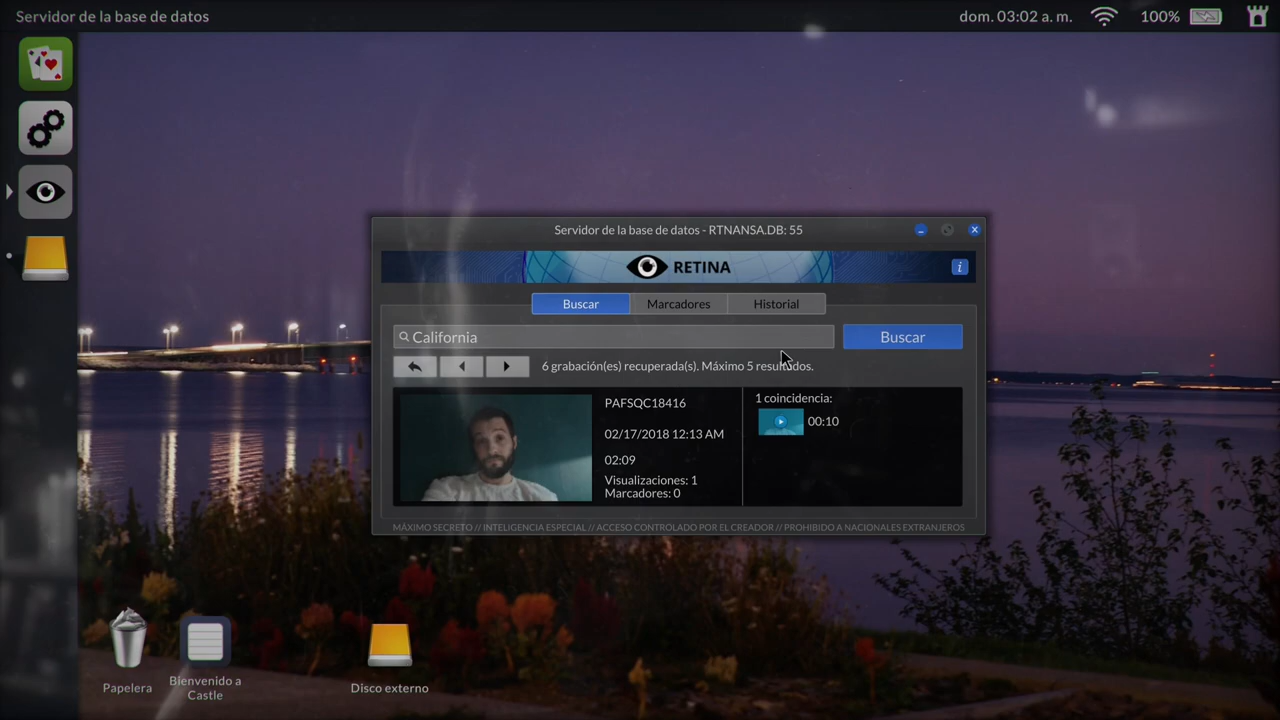 Servidor de la base de datos
dom. 03:02 a. m.
100%
Servidor de la base de datos - RTNANSA.DB: 55
RETINA
i
Buscar
Marcadores
Historial
California
Buscar
6 grabación(es) recuperada(s). Máximo 5 resultados.
PAFSQC18416
02/17/2018 12:13 AM
02:09
Visualizaciones: 1
Marcadores: 0
1 coincidencia:
00:10
MÁXIMO SECRETO // INTELIGENCIA ESPECIAL // ACCESO CONTROLADO POR EL CREADOR // PROHIBIDO A NACIONALES EXTRANJEROS
Papelera
Bienvenido a
Castle
Disco externo